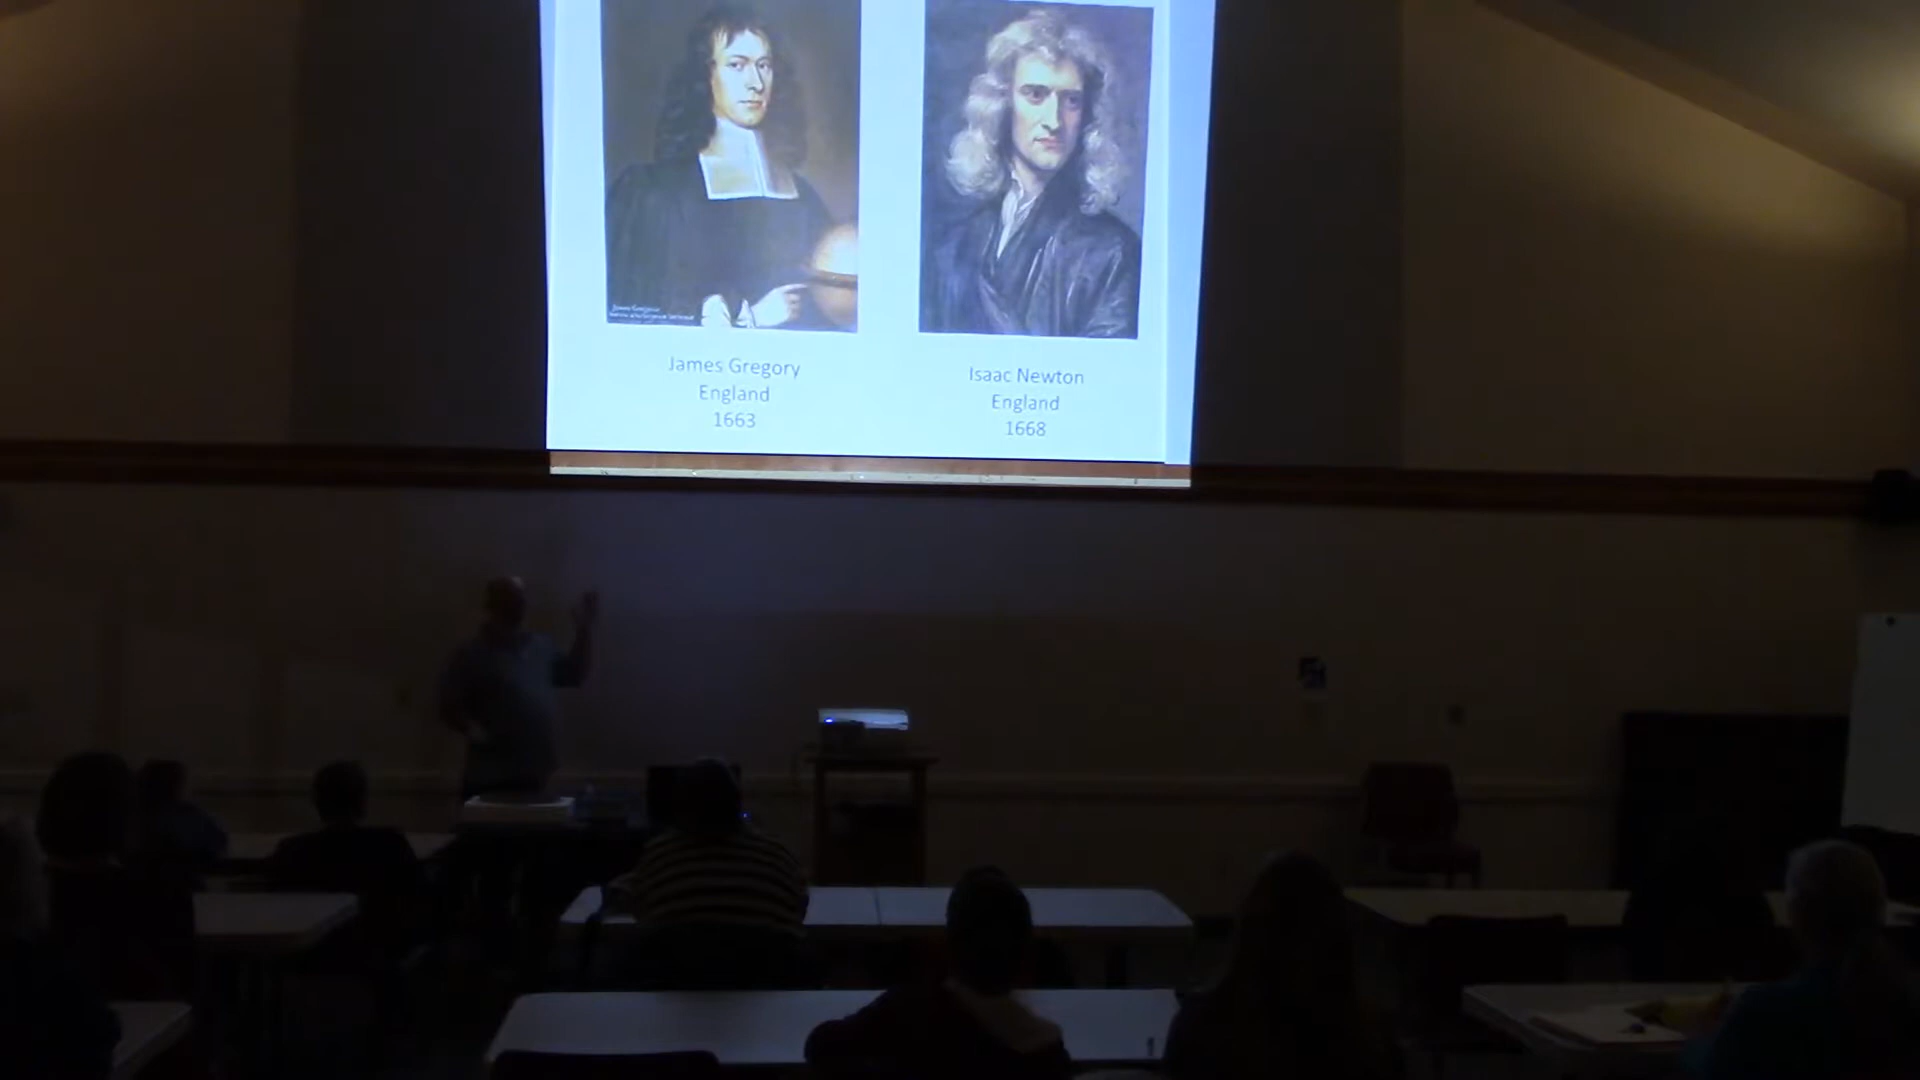 James Gregory
England
1663
Isaac Newton
England
1668